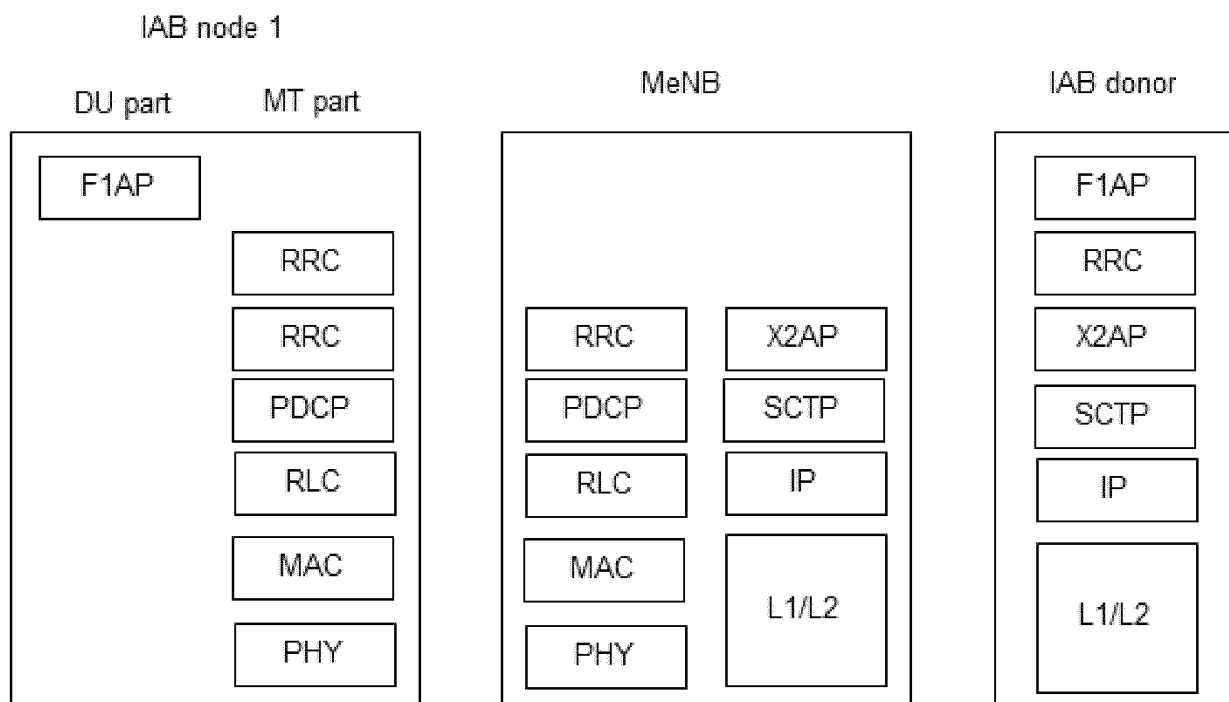 IAB node 1
DU part
MT part
F1AP
RRC
RRC
PDCP
RLC
MAC
PHY
MeNB
RRC
PDCP
RLC
MAC
PHY
X2AP
SCTP
IP
L1/L2
IAB donor
F1AP
RRC
X2AP
SCTP
IP
L1/L2